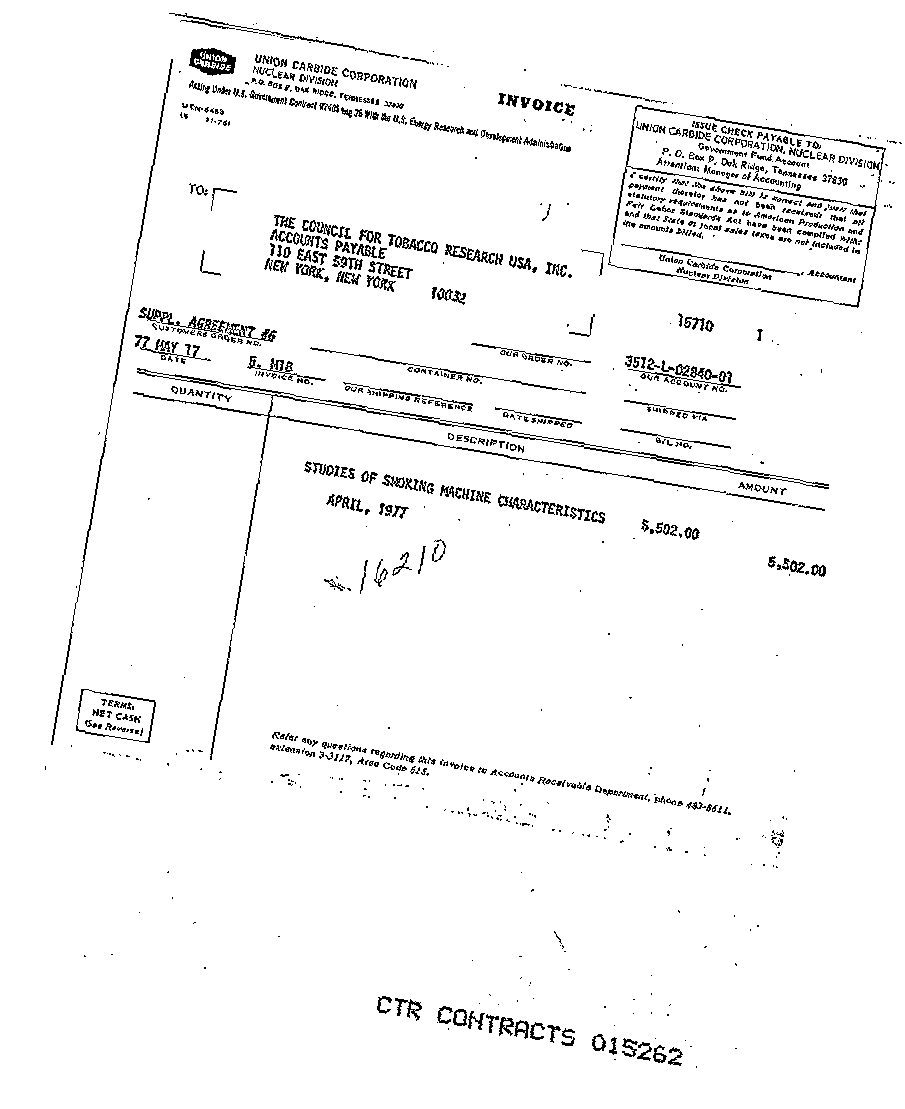 UNION CARBIDE
UNION CARBIDE CORPORATION
NUCLEAR DIVISION
P. O. BOX P, OAK RIDGE, TENNESSEE 37830
INVOICE
Acting Under U.S. Government Contract Eng 26 With the U.S. Energy Research and Development Administration
ISSUE CHECK PAYABLE TO:
UNION CARBIDE CORPORATION, NUCLEAR DIVISION
Government Fund Account
P. O. Box P, Oak Ridge, Tennessee 37830
Attention: Manager of Accounting
I certify that the above bill is correct and just; that
payment therefor has not been received; that all
statutory requirements as to American Production and
Fair Labor Standards Act have been complied with;
and that State or local sales taxes are not included in
the amounts billed.
, Accountant
Union Carbide Corporation
Nuclear Division
TO:
THE COUNCIL FOR TOBACCO RESEARCH USA, INC.
ACCOUNTS PAYABLE
110 EAST 59TH STREET
NEW YORK, NEW YORK 10032
15710 1
SUPPL. AGREEMENT #6
CUSTOMERS ORDER NO.
OUR ORDER NO.
3512-L-02840-01
OUR ACCOUNT NO.
77 MAY 17
DATE
INVOICE NO.
CONTAINER NO.
OUR SHIPPING REFERENCE
DATE SHIPPED
SHIPPED VIA
B/L NO.
QUANTITY
DESCRIPTION
AMOUNT
STUDIES OF SMOKING MACHINE CHARACTERISTICS 5,502.00
APRIL, 1977
5,502.00
16210
TERMS:
NET CASH
(See Reverse)
Refer any questions regarding this invoice to Accounts Receivable Department, phone 483-8611,
extension 3-3117, Area Code 615.
CTR CONTRACTS 015262